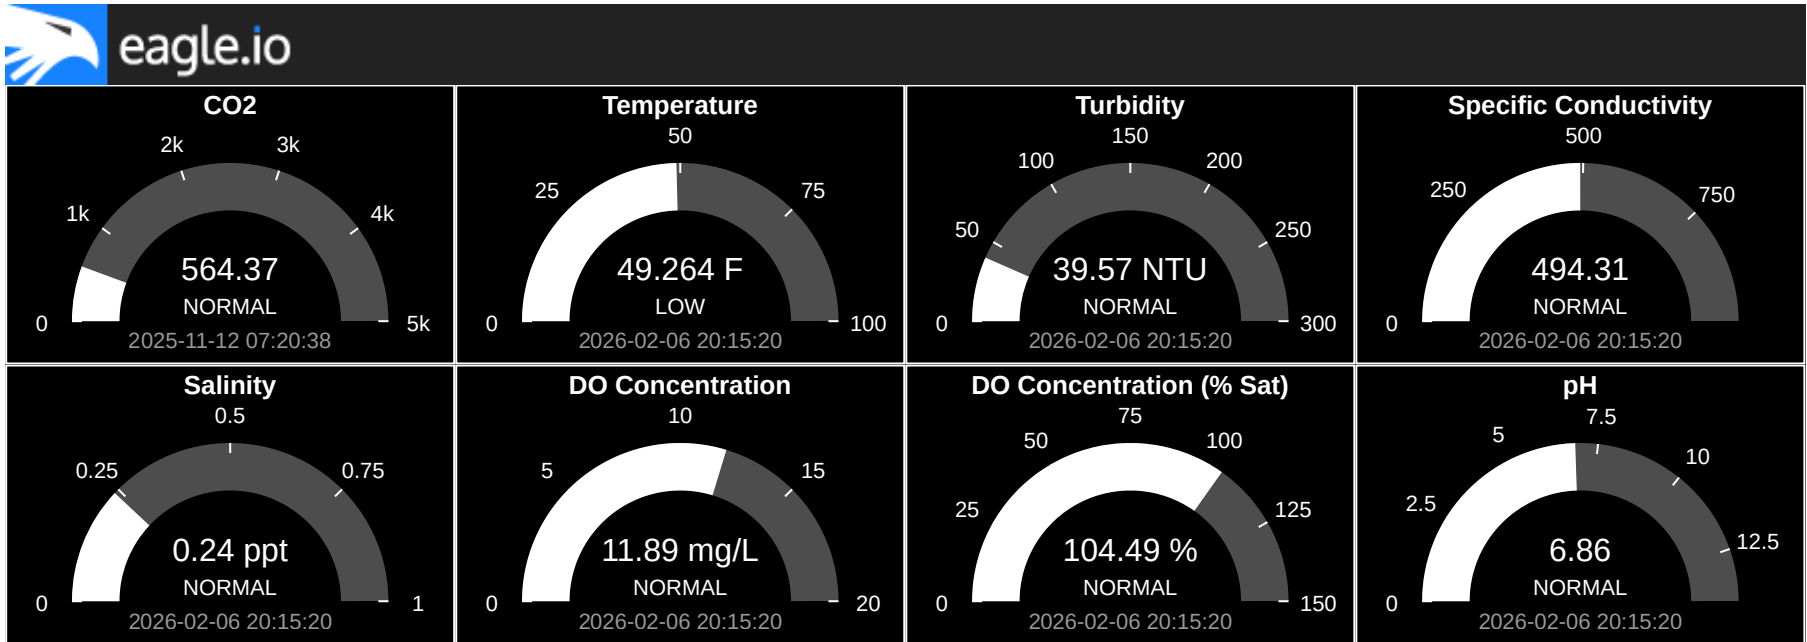 eagle.io
CO2
0
1k
2k
3k
4k
5k
564.37
NORMAL
2025-11-12 07:20:38
Temperature
0
25
50
75
100
49.264 F
LOW
2026-02-06 20:15:20
Turbidity
0
50
100
150
200
250
300
39.57 NTU
NORMAL
2026-02-06 20:15:20
Specific Conductivity
0
250
500
750
494.31
NORMAL
2026-02-06 20:15:20
Salinity
0
0.25
0.5
0.75
1
0.24 ppt
NORMAL
2026-02-06 20:15:20
DO Concentration
0
5
10
15
20
11.89 mg/L
NORMAL
2026-02-06 20:15:20
DO Concentration (% Sat)
0
25
50
75
100
125
150
104.49 %
NORMAL
2026-02-06 20:15:20
pH
0
2.5
5
7.5
10
12.5
6.86
NORMAL
2026-02-06 20:15:20